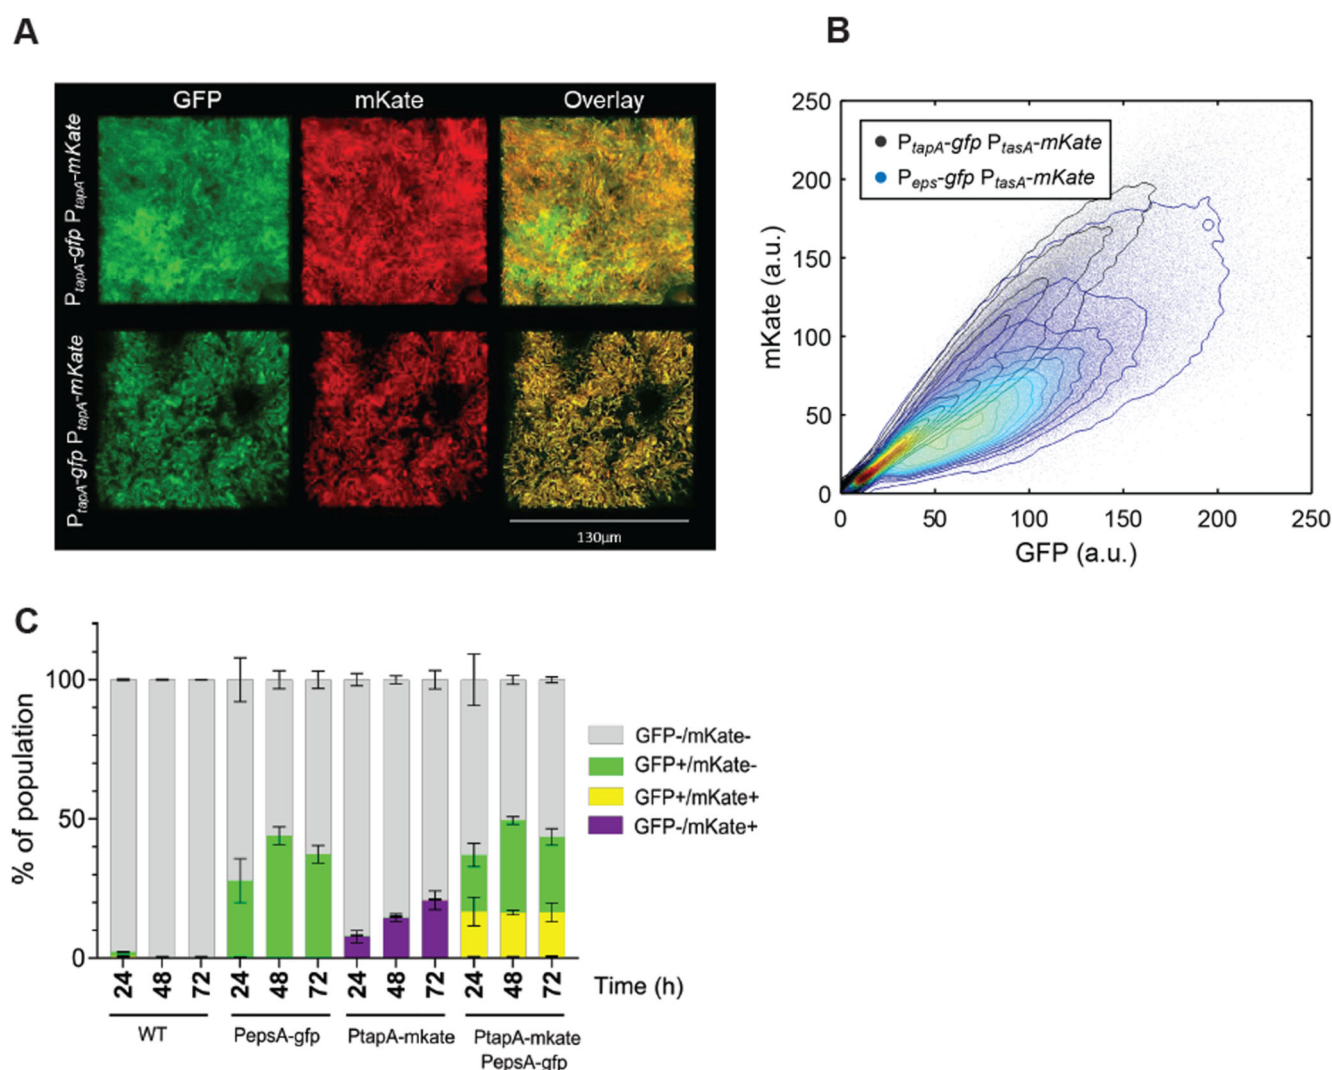 A
GFP mKate Overlay
PtapA-gfp PtapA-mKate
PtapA-gfp PtapA-mKate
130µm
B
250
200
150
100
50
0
mKate (a.u.)
PtapA-gfp PtasA-mKate
Peps-gfp PtasA-mKate
0 50 100 150 200 250
GFP (a.u.)
C
100
50
0
% of population
GFP-/mKate-
GFP+/mKate-
GFP+/mKate+
GFP-/mKate+
24 48 72 24 48 72 24 48 72 24 48 72 Time (h)
WT PepsA-gfp PtapA-mkate PtapA-mkate
PepsA-gfp